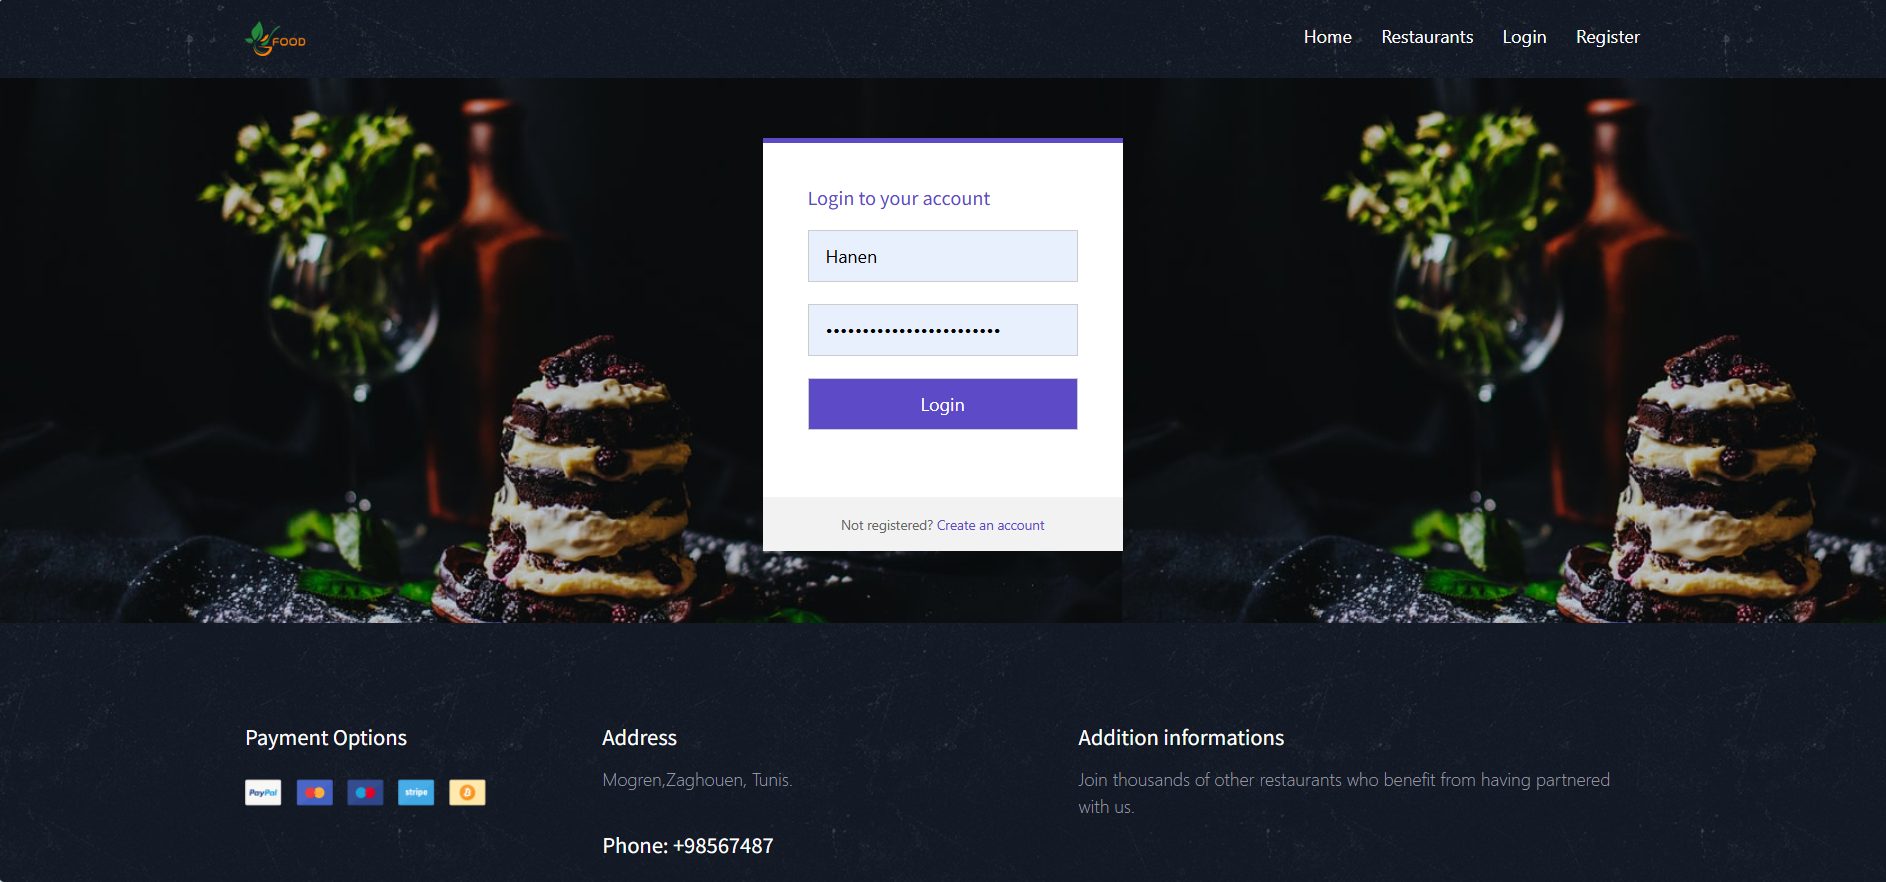 FOOD
Home Restaurants Login Register
Login to your account
Hanen
••••••••••••••••••••••••
Login
Not registered? Create an account
Payment Options
PayPal stripe
Address
Mogren,Zaghouen, Tunis.
Phone: +98567487
Addition informations
Join thousands of other restaurants who benefit from having partnered
with us.